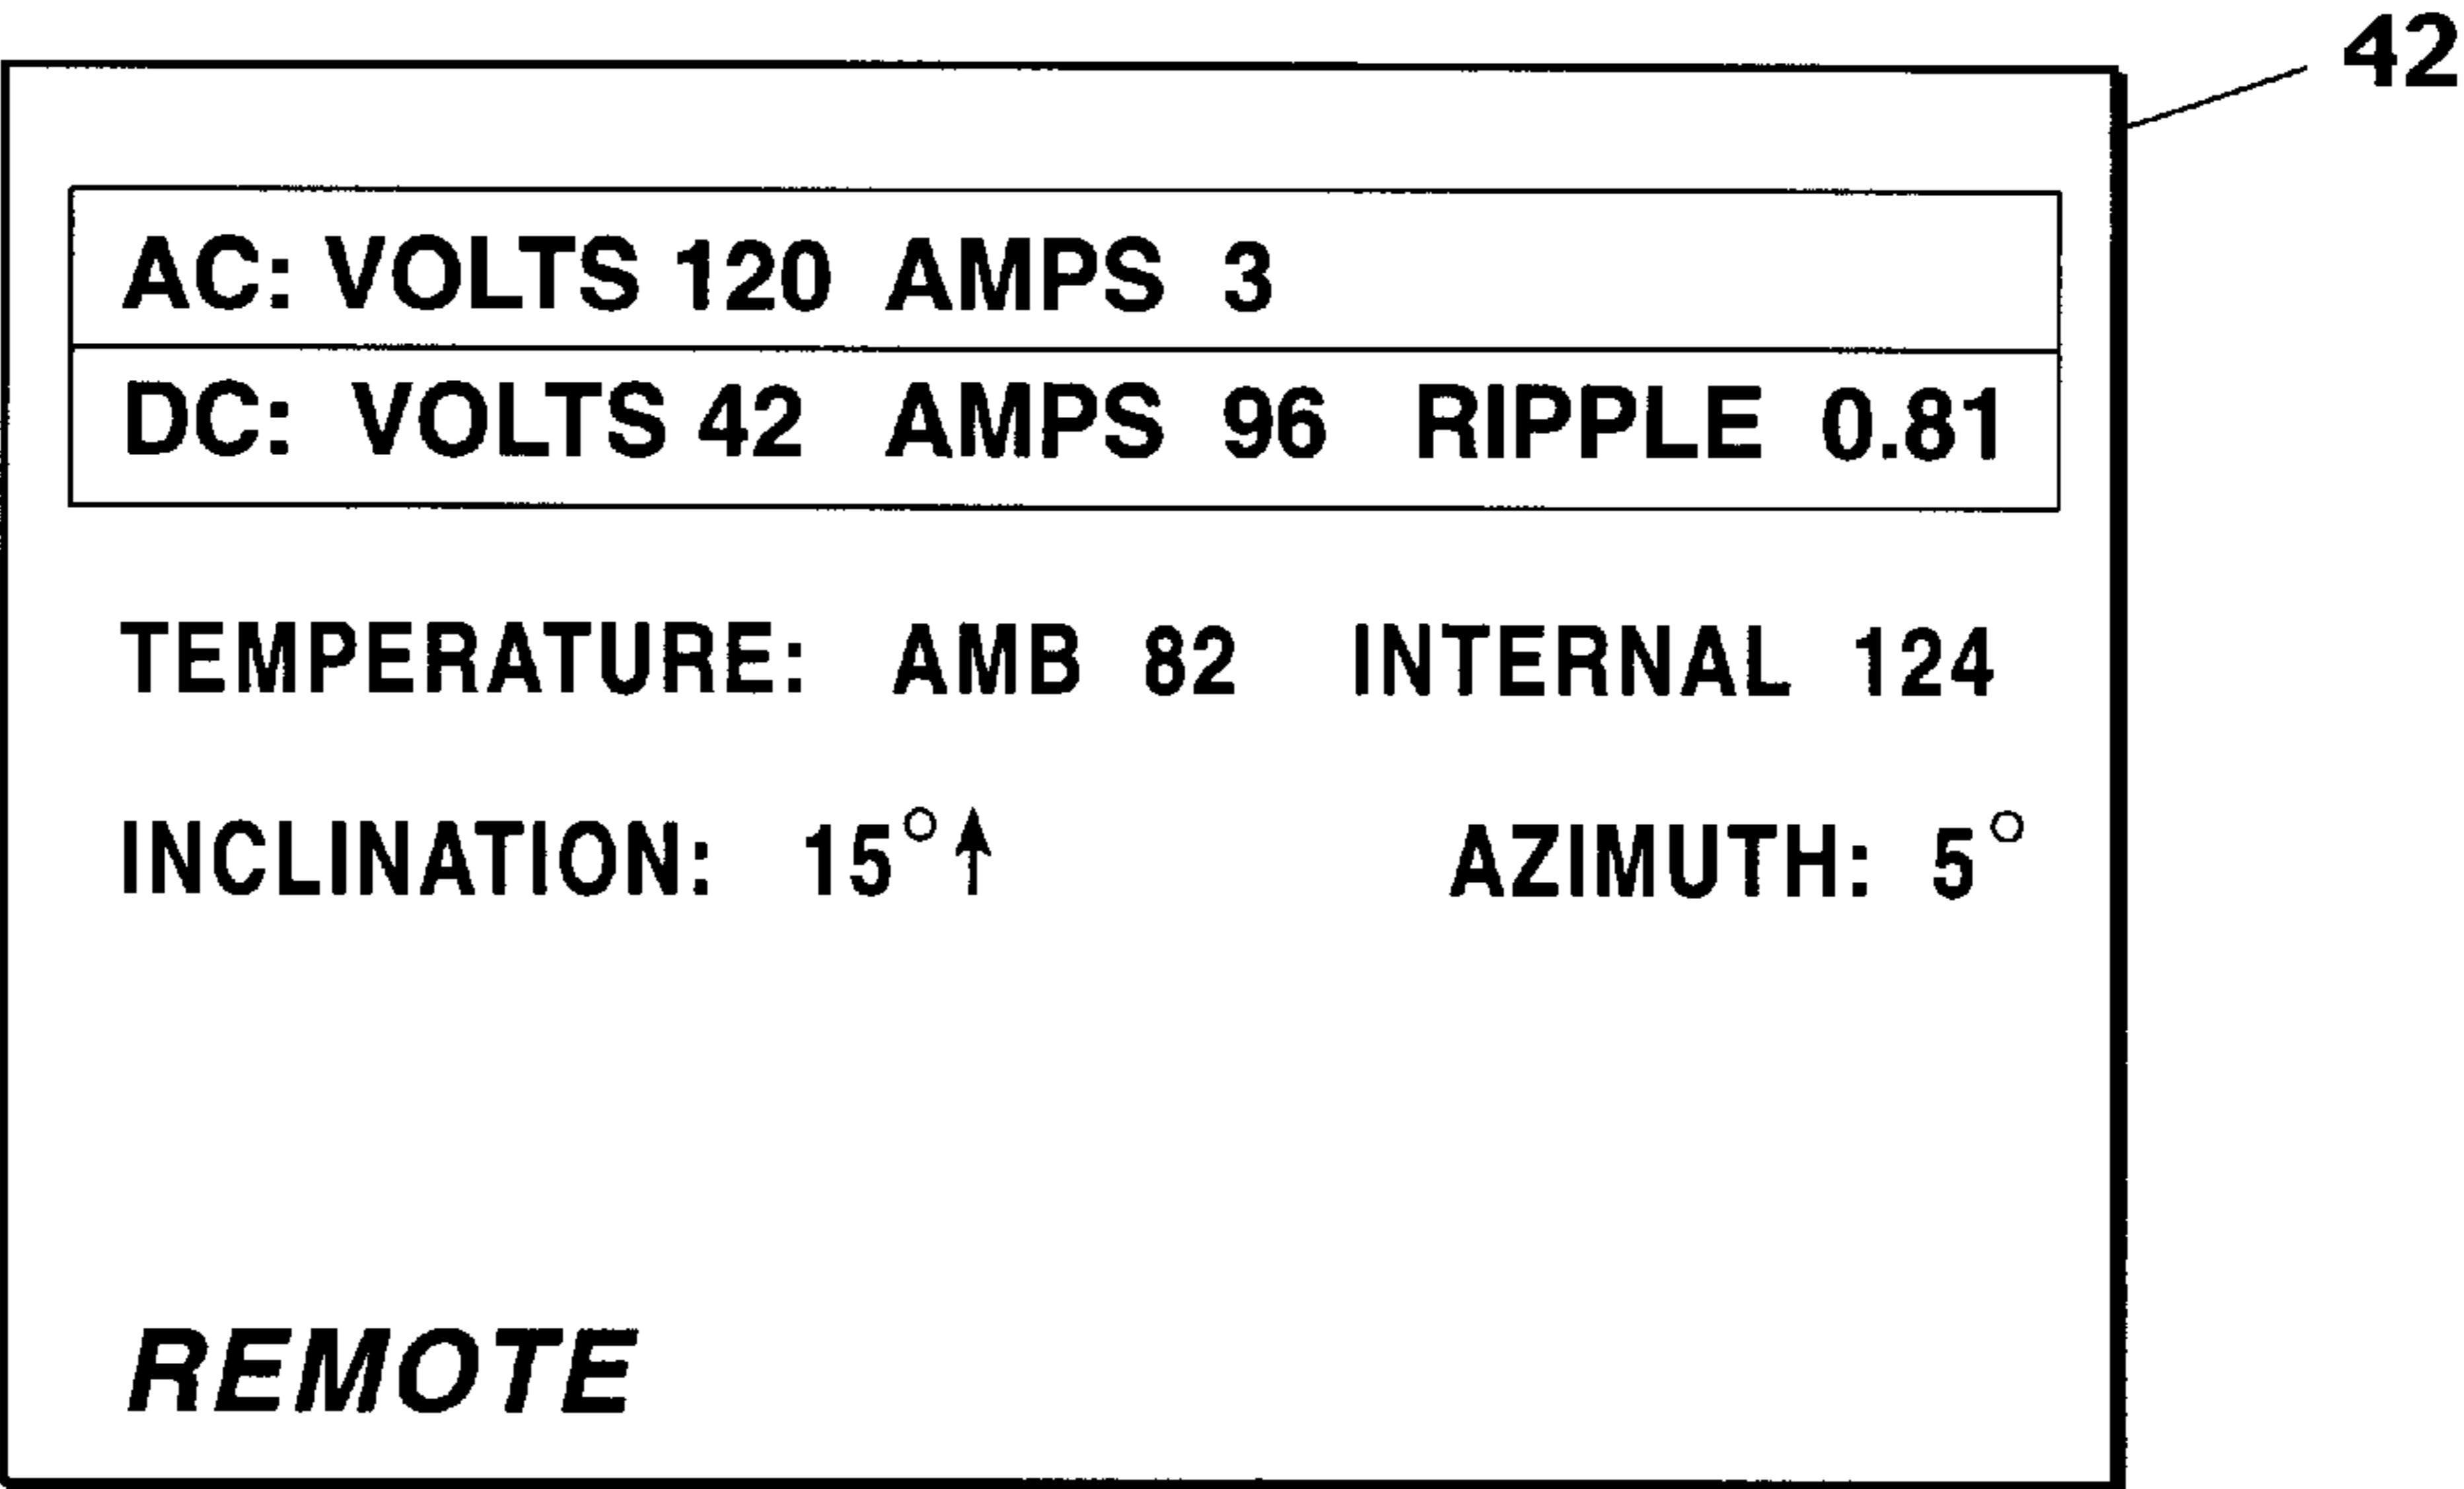 42
AC: VOLTS 120 AMPS 3
DC: VOLTS 42 AMPS 96 RIPPLE 0.81
TEMPERATURE: AMB 82 INTERNAL 124
INCLINATION: 15°↑ AZIMUTH: 5°
REMOTE